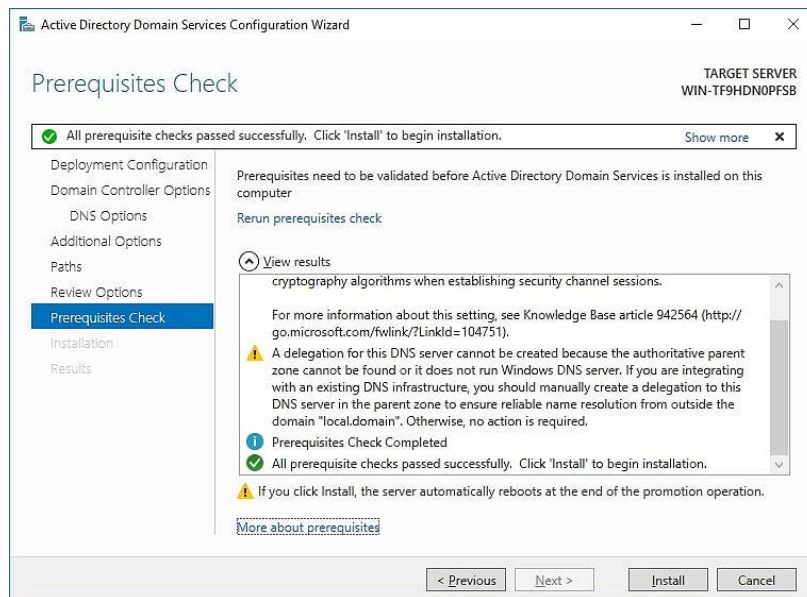 Active Directory Domain Services Configuration Wizard
Prerequisites Check
TARGET SERVER
WIN-TF9HDN0PFSB
All prerequisite checks passed successfully. Click 'Install' to begin installation.
Show more
Deployment Configuration
Domain Controller Options
DNS Options
Additional Options
Paths
Review Options
Prerequisites Check
Installation
Results
Prerequisites need to be validated before Active Directory Domain Services is installed on this
computer
Rerun prerequisites check
View results
cryptography algorithms when establishing security channel sessions.
For more information about this setting, see Knowledge Base article 942564 (http://
go.microsoft.com/fwlink/?LinkId=104751).
A delegation for this DNS server cannot be created because the authoritative parent
zone cannot be found or it does not run Windows DNS server. If you are integrating
with an existing DNS infrastructure, you should manually create a delegation to this
DNS server in the parent zone to ensure reliable name resolution from outside the
domain "local.domain". Otherwise, no action is required.
Prerequisites Check Completed
All prerequisite checks passed successfully. Click 'Install' to begin installation.
If you click Install, the server automatically reboots at the end of the promotion operation.
More about prerequisites
< Previous
Next >
Install
Cancel